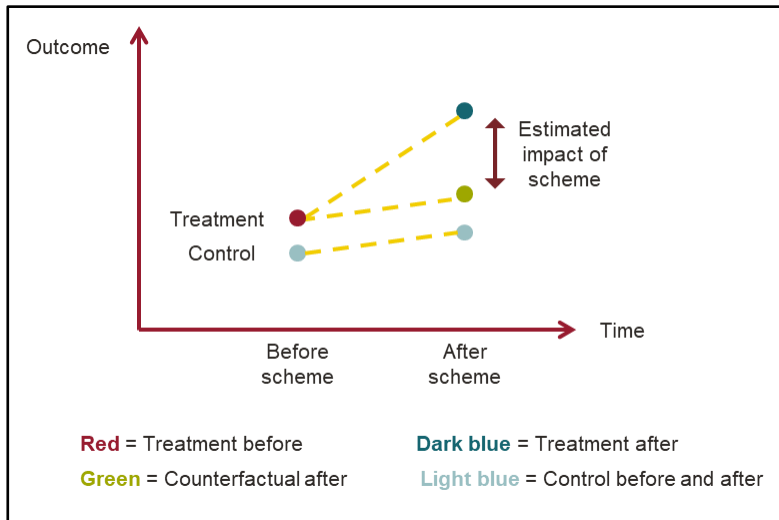 Outcome
Estimated
impact of
scheme
Treatment
Control
Time
Before
scheme
After
scheme
Red = Treatment before
Dark blue = Treatment after
Green = Counterfactual after
Light blue = Control before and after